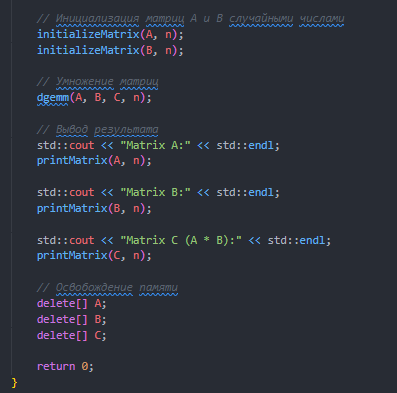 // Инициализация матриц A и B случайными числами
initializeMatrix(A, n);
initializeMatrix(B, n);
// Умножение матриц
dgemm(A, B, C, n);
// Вывод результата
std::cout << "Matrix A:" << std::endl;
printMatrix(A, n);
std::cout << "Matrix B:" << std::endl;
printMatrix(B, n);
std::cout << "Matrix C (A * B):" << std::endl;
printMatrix(C, n);
// Освобождение памяти
delete[] A;
delete[] B;
delete[] C;
return 0;
}